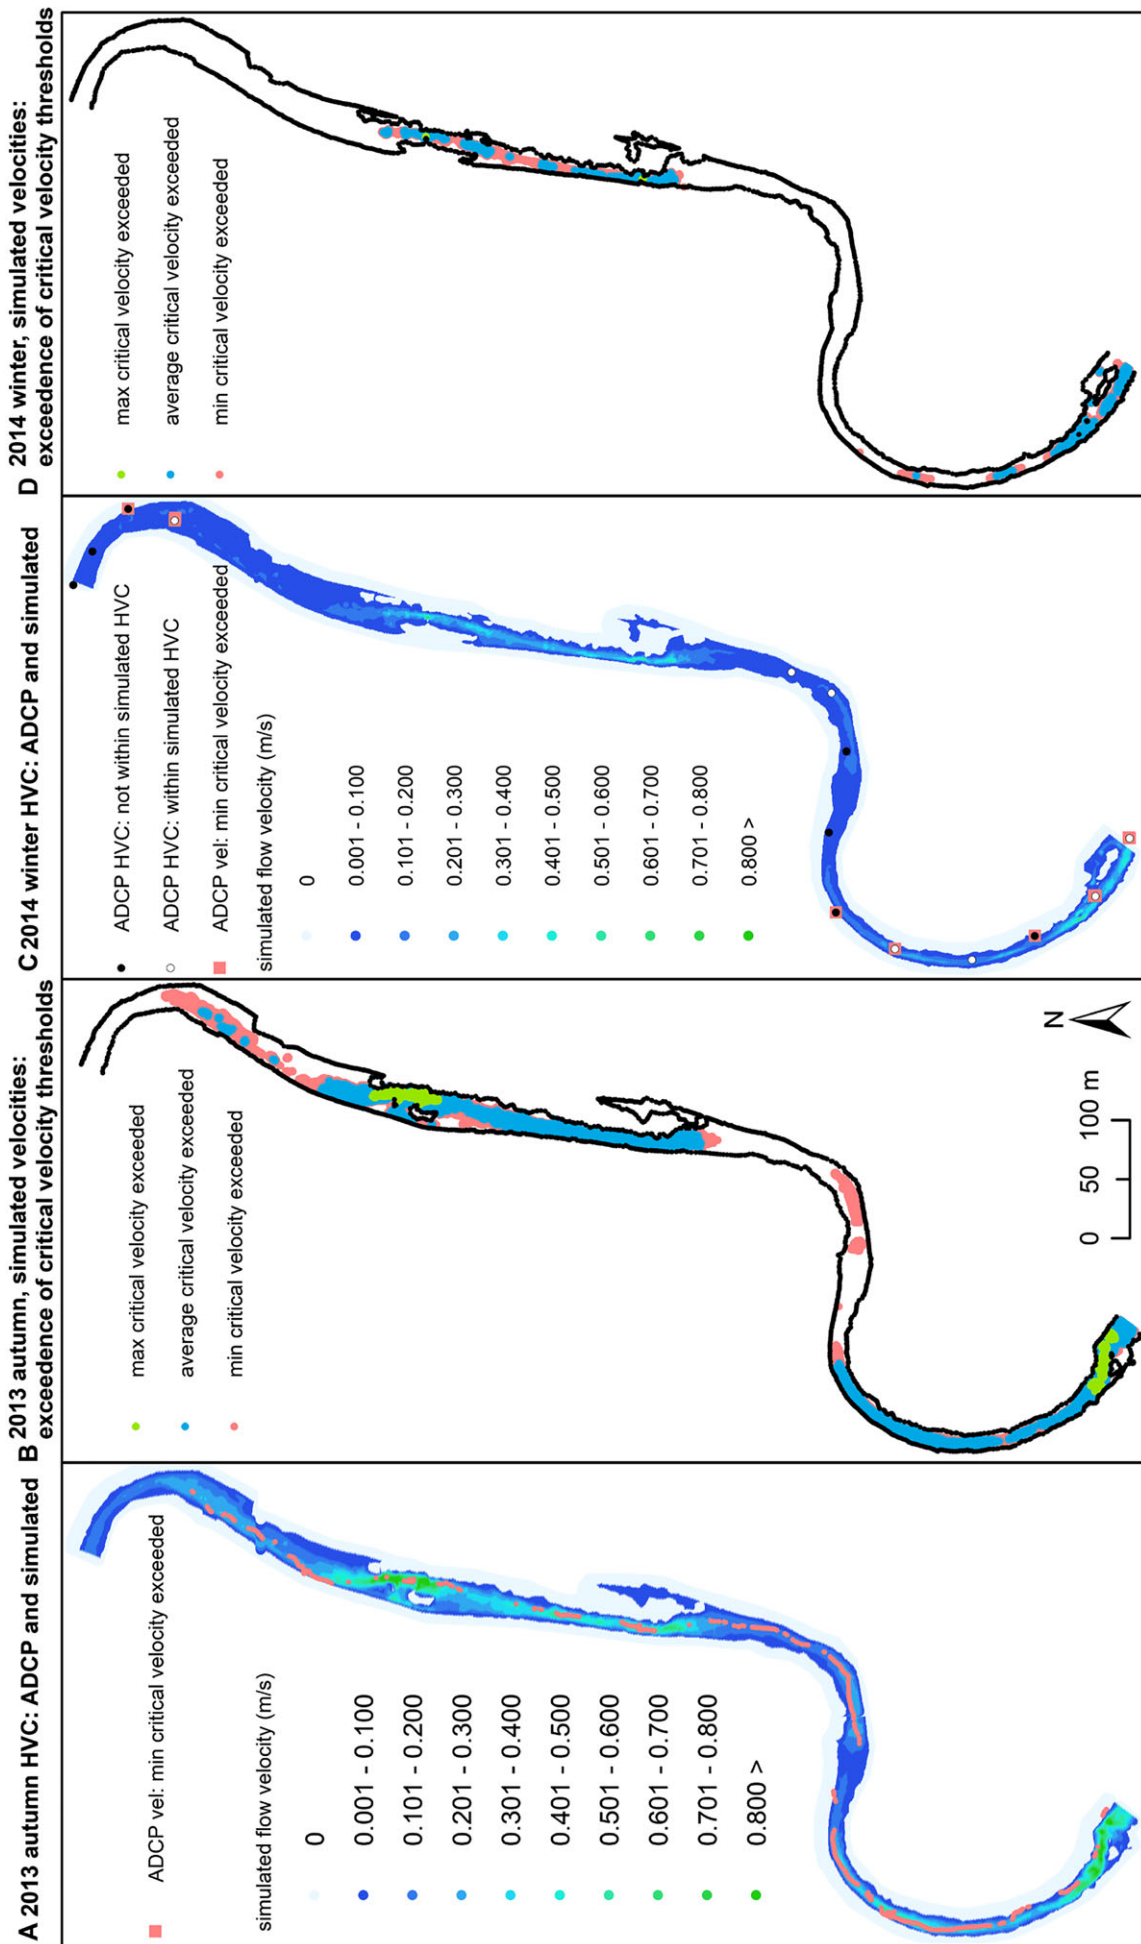 A 2013 autumn HVC: ADCP and simulated
ADCP vel: min critical velocity exceeded
simulated flow velocity (m/s)
0
0.001 - 0.100
0.101 - 0.200
0.201 - 0.300
0.301 - 0.400
0.401 - 0.500
0.501 - 0.600
0.601 - 0.700
0.701 - 0.800
0.800 >
B 2013 autumn, simulated velocities:
exceedence of critical velocity thresholds
max critical velocity exceeded
average critical velocity exceeded
min critical velocity exceeded
0 50 100 m
N
C 2014 winter HVC: ADCP and simulated
ADCP HVC: not within simulated HVC
ADCP HVC: within simulated HVC
ADCP vel: min critical velocity exceeded
simulated flow velocity (m/s)
0
0.001 - 0.100
0.101 - 0.200
0.201 - 0.300
0.301 - 0.400
0.401 - 0.500
0.501 - 0.600
0.601 - 0.700
0.701 - 0.800
0.800 >
D 2014 winter, simulated velocities:
exceedence of critical velocity thresholds
max critical velocity exceeded
average critical velocity exceeded
min critical velocity exceeded